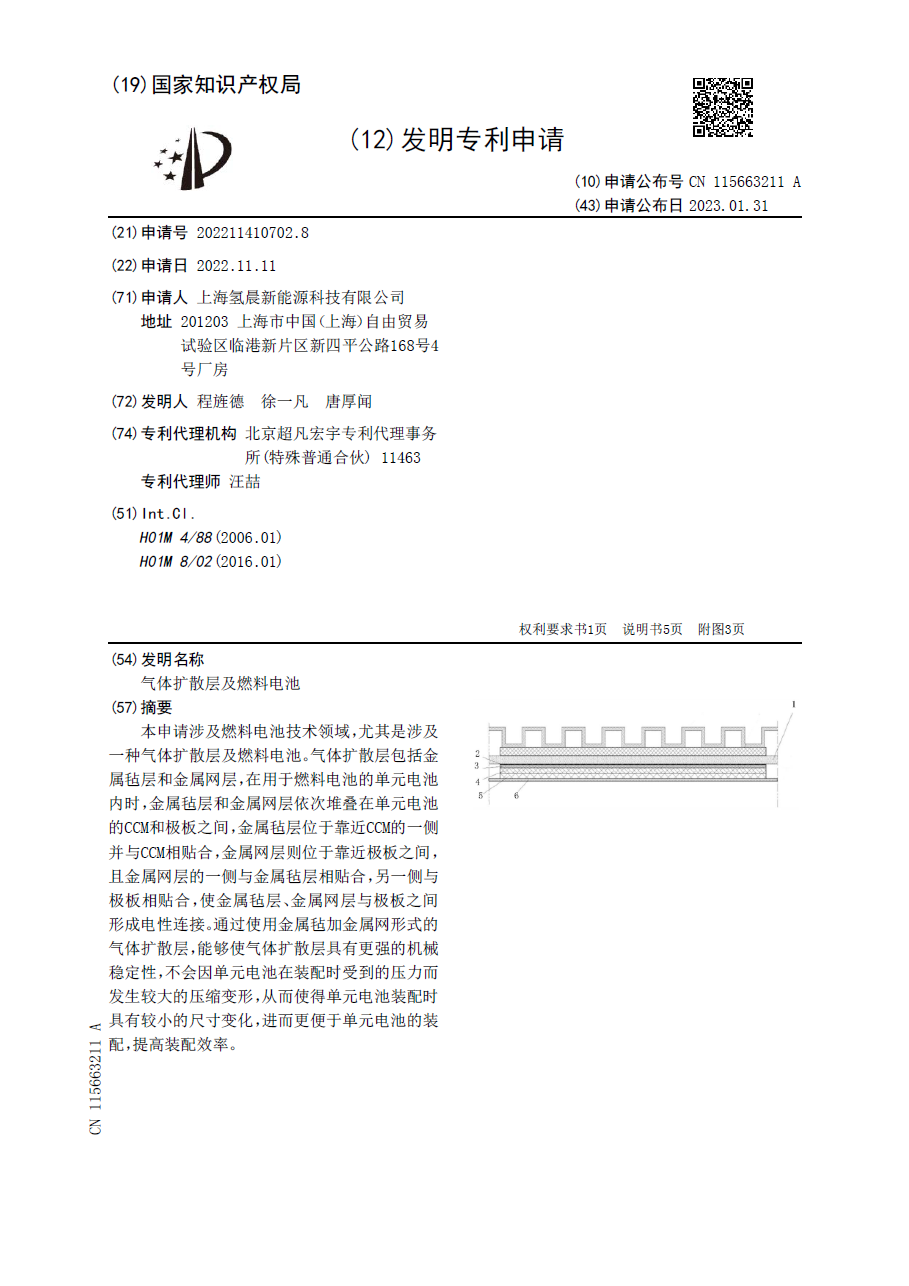 (19)国家知识产权局
(12)发明专利申请
(10)申请公布号 CN 115663211 A
(43)申请公布日 2023.01.31
(21)申请号 202211410702.8
(22)申请日 2022.11.11
(71)申请人 上海氢晨新能源科技有限公司
地址 201203 上海市中国(上海)自由贸易
试验区临港新片区新四平公路168号4
号厂房
(72)发明人 程旌德 徐一凡 唐厚闻
(74)专利代理机构 北京超凡宏宇专利代理事务
所(特殊普通合伙) 11463
专利代理师 汪喆
(51)Int.Cl.
H01M 4/88(2006.01)
H01M 8/02(2016.01)
权利要求书1页 说明书5页 附图3页
(54)发明名称
气体扩散层及燃料电池
(57)摘要
本申请涉及燃料电池技术领域,尤其是涉及
一种气体扩散层及燃料电池。气体扩散层包括金
属毡层和金属网层,在用于燃料电池的单元电池
内时,金属毡层和金属网层依次堆叠在单元电池
的CCM和极板之间,金属毡层位于靠近CCM的一侧
并与CCM相贴合,金属网层则位于靠近极板之间,
且金属网层的一侧与金属毡层相贴合,另一侧与
极板相贴合,使金属毡层、金属网层与极板之间
形成电性连接。通过使用金属毡加金属网形式的
气体扩散层,能够使气体扩散层具有更强的机械
稳定性,不会因单元电池在装配时受到的压力而
发生较大的压缩变形,从而使得单元电池装配时
具有较小的尺寸变化,进而更便于单元电池的装
配,提高装配效率。
1
2
3
4
5
6
CN 115663211 A